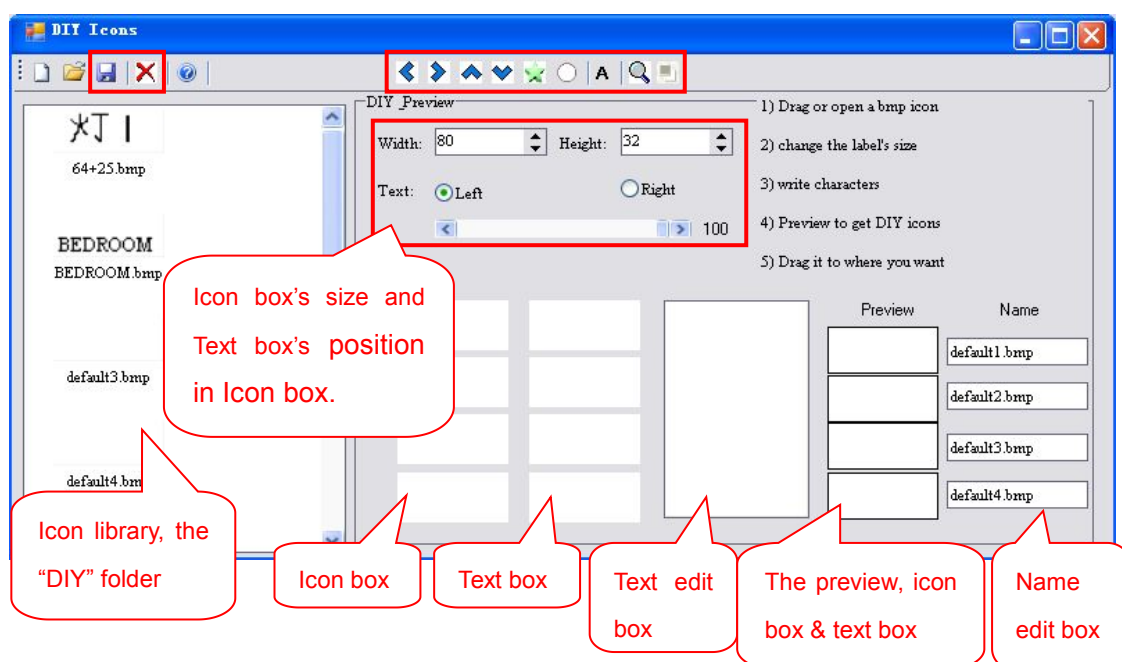 DIY Icons
A
灯 1
64+25.bmp
BEDROOM
BEDROOM.bmp
default3.bmp
default4.bm
DIY_Preview
Width: 80 Height: 32
Text: Left Right
100
1) Drag or open a bmp icon
2) change the label's size
3) write characters
4) Preview to get DIY icons
5) Drag it to where you want
Preview Name
default1.bmp
default2.bmp
default3.bmp
default4.bmp
Icon box's size and
Text box's position
in Icon box.
Icon library, the
“DIY” folder
Icon box
Text box
Text edit
box
The preview, icon
box & text box
Name
edit box